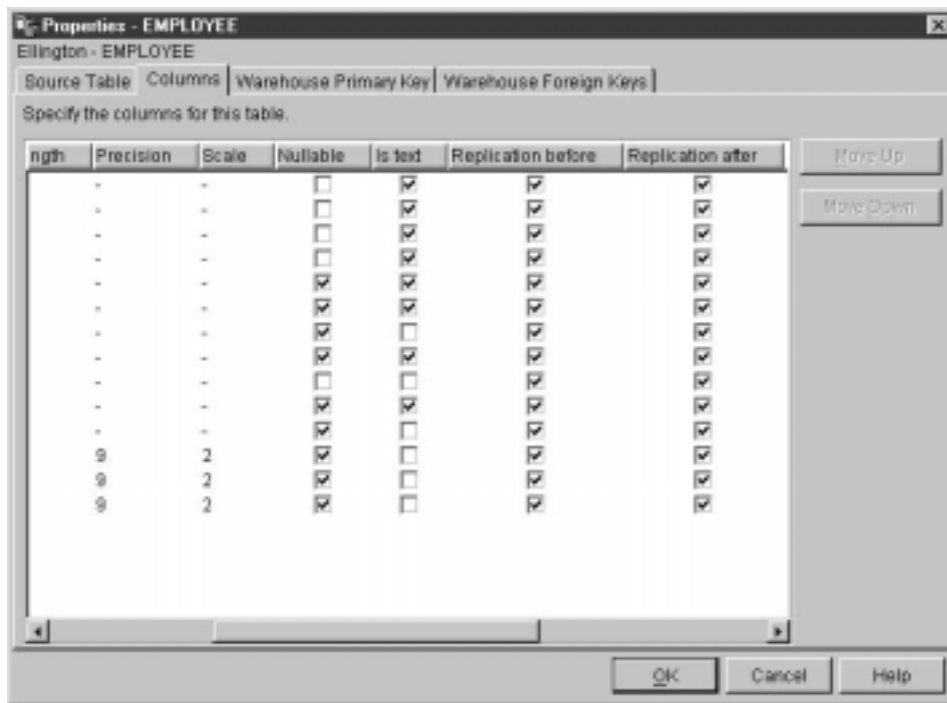 Properties - EMPLOYEE
Ellington - EMPLOYEE
Source Table Columns Warehouse Primary Key Warehouse Foreign Keys
Specify the columns for this table.
ngth Precision Scale Nullable Is text Replication before Replication after
Move Up
- -
- -
Move Down
- -
- -
- -
- -
- -
- -
- -
- -
- -
9 2
9 2
9 2
OK Cancel Help